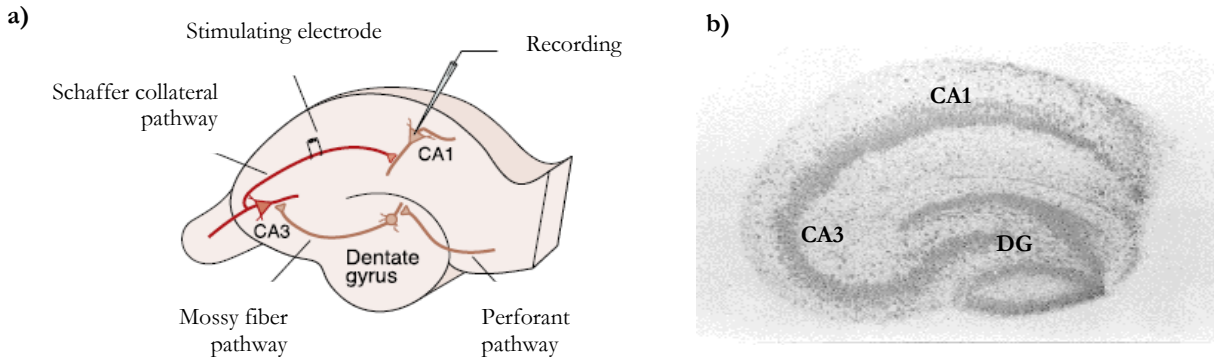 a)
Stimulating electrode
Recording
Schaffer collateral
pathway
CA1
CA3
Dentate
gyrus
Mossy fiber
pathway
Perforant
pathway
b)
CA1
CA3
DG